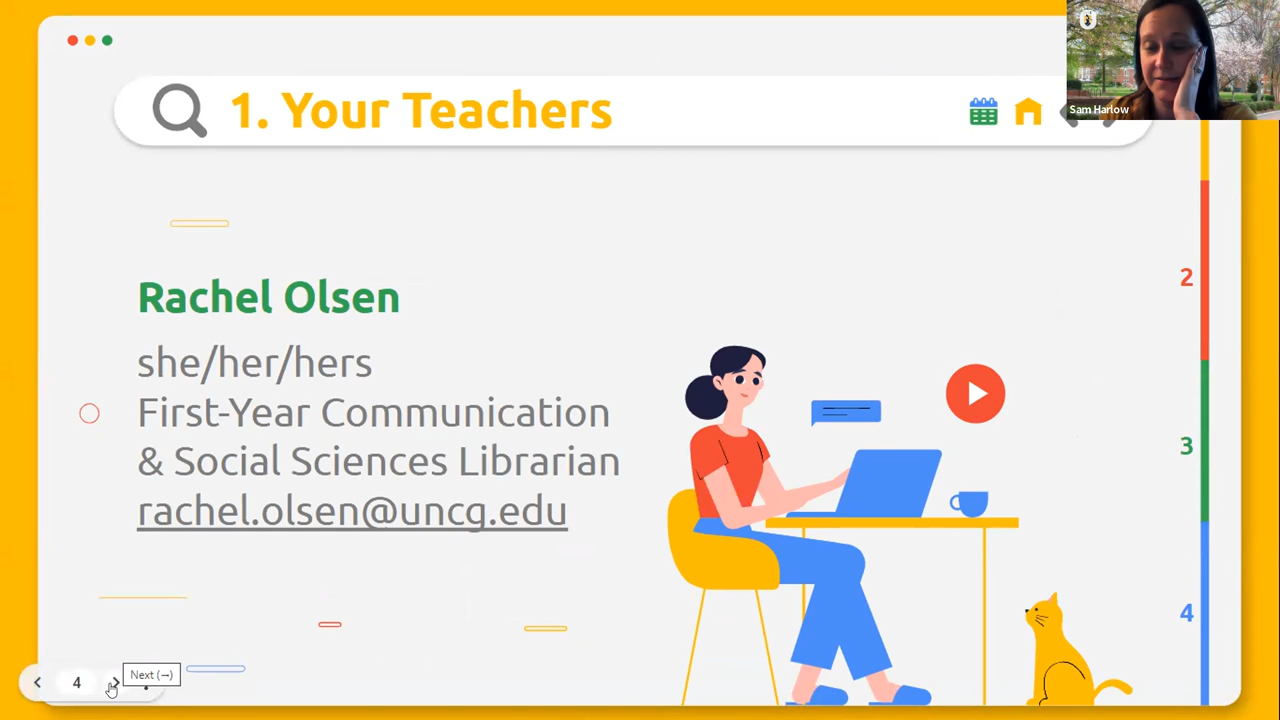 1. Your Teachers
Sam Harlow
2
Rachel Olsen
she/her/hers
First-Year Communication
& Social Sciences Librarian
rachel.olsen@uncg.edu
3
4
4
Next (→)